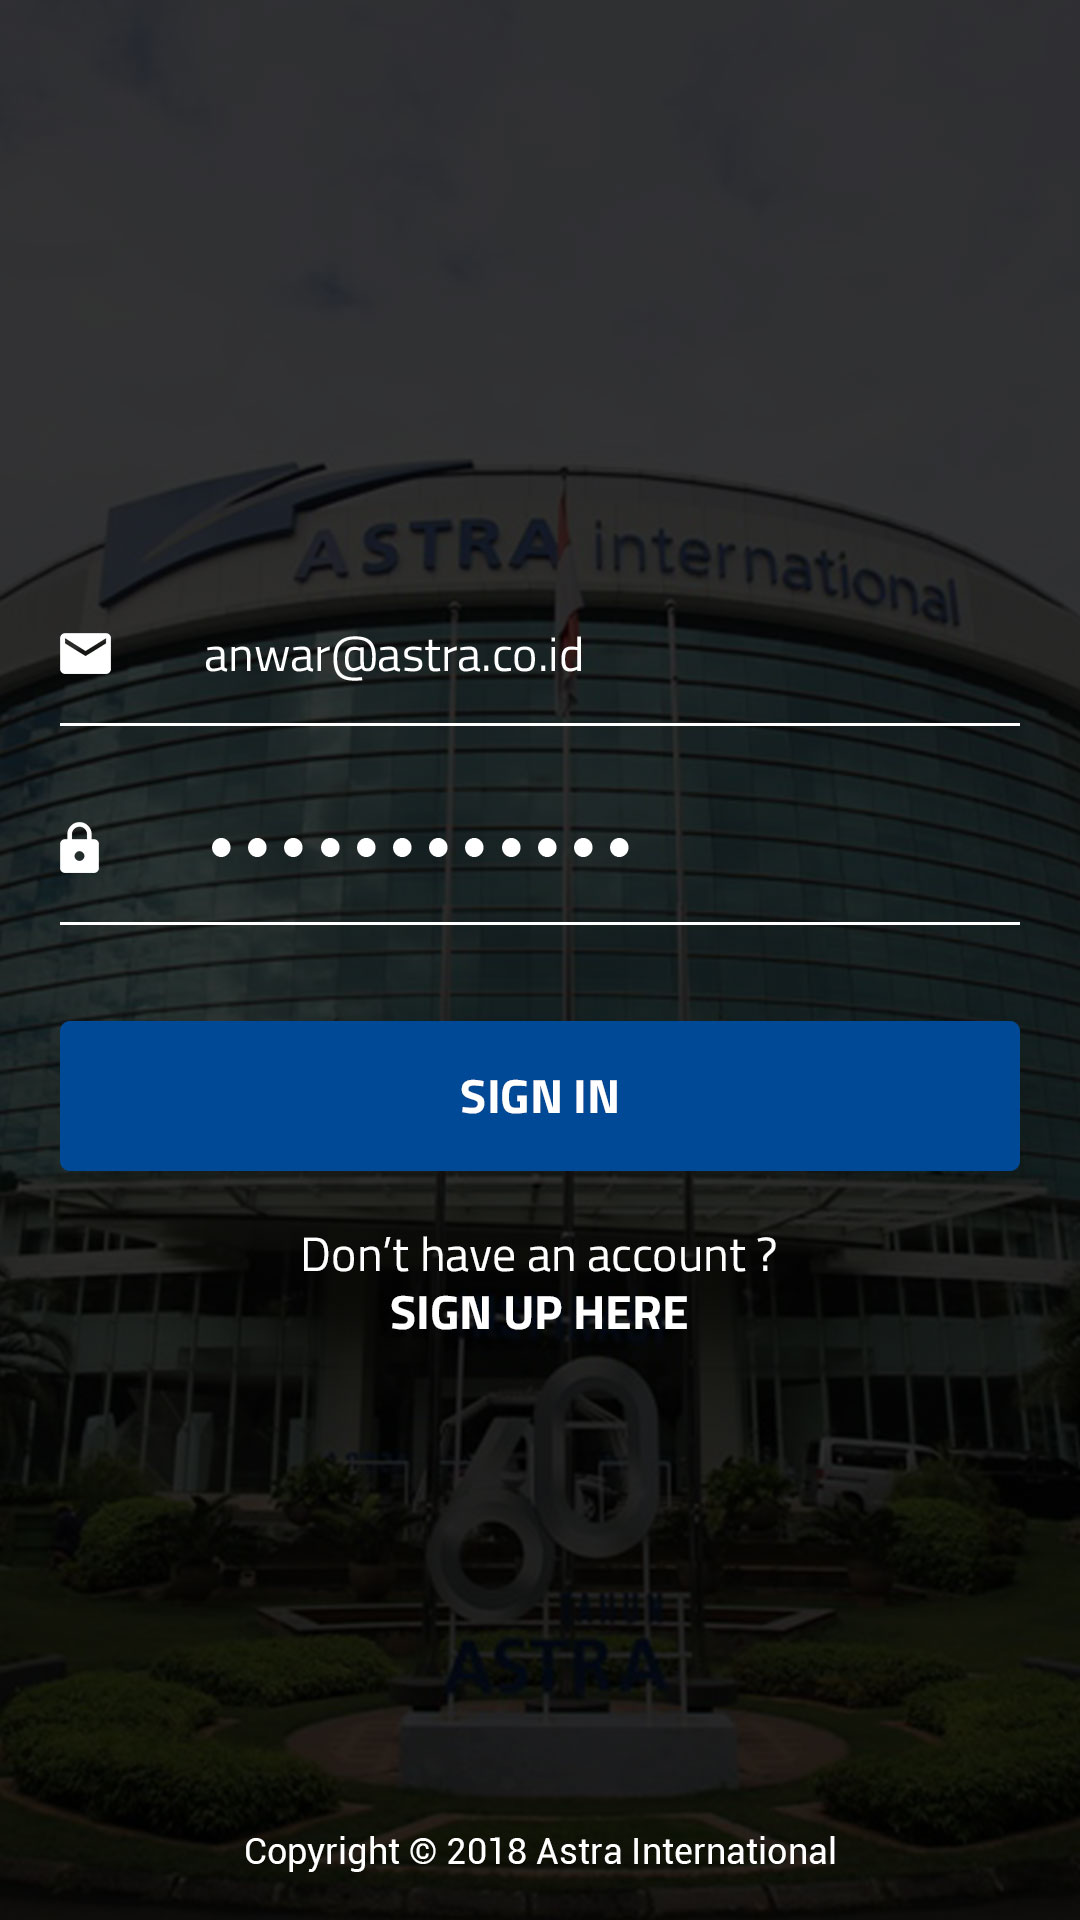 ASTRA international
anwar@astra.co.id
● ● ● ● ● ● ● ● ● ● ● ●
SIGN IN
Don’t have an account ?
SIGN UP HERE
60
TAHUN
ASTRA
Copyright © 2018 Astra International